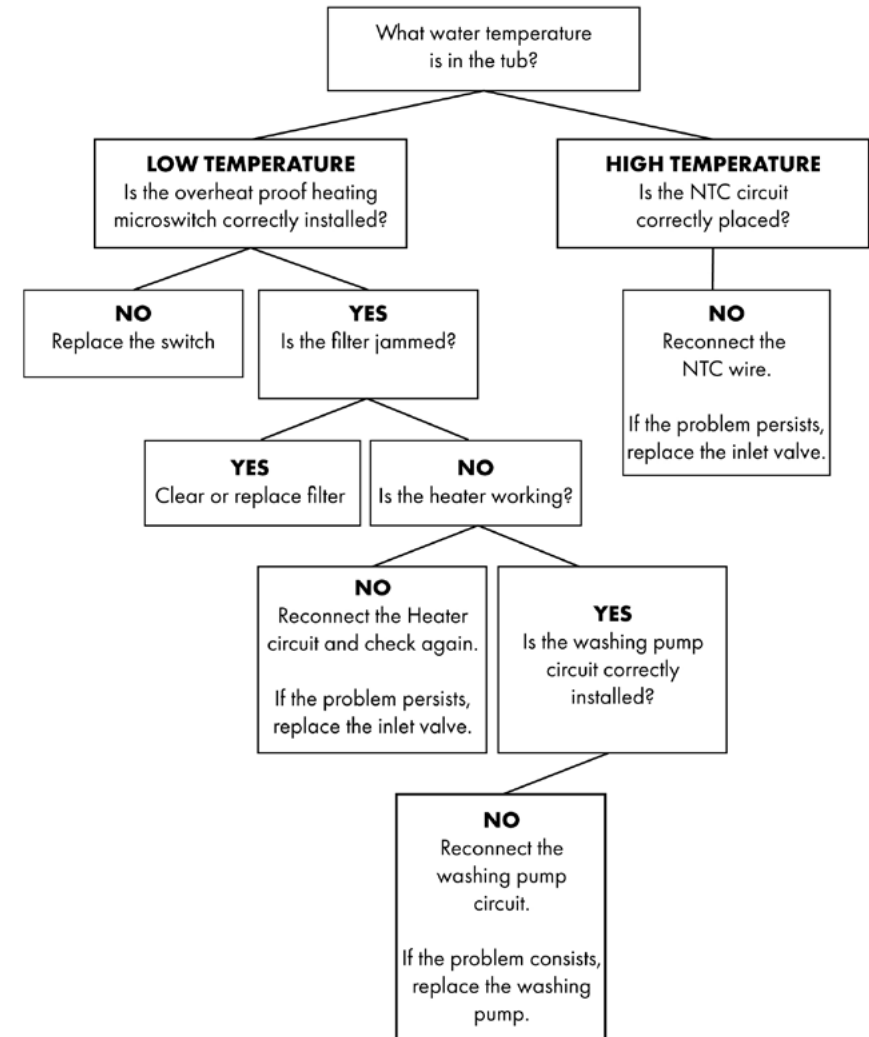 What water temperature
is in the tub?
LOW TEMPERATURE
Is the overheat proof heating
microswitch correctly installed?
HIGH TEMPERATURE
Is the NTC circuit
correctly placed?
NO
Replace the switch
YES
Is the filter jammed?
NO
Reconnect the
NTC wire.
If the problem persists,
replace the inlet valve.
YES
Clear or replace filter
NO
Is the heater working?
NO
Reconnect the Heater
circuit and check again.
If the problem persists,
replace the inlet valve.
YES
Is the washing pump
circuit correctly
installed?
NO
Reconnect the
washing pump
circuit.
If the problem consists,
replace the washing
pump.